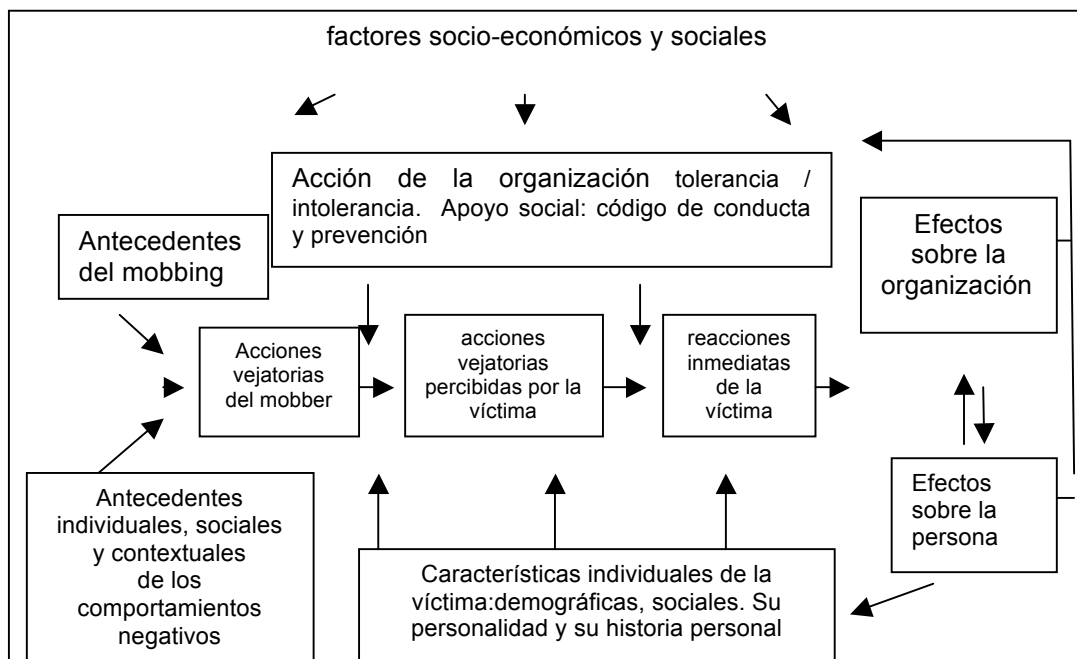 factores socio-económicos y sociales
Acción de la organización tolerancia /
intolerancia. Apoyo social: código de conducta
y prevención
Antecedentes
del mobbing
Efectos
sobre la
organización
Acciones
vejatorias
del mobber
acciones
vejatorias
percibidas por la
víctima
reacciones
inmediatas
de la
víctima
Antecedentes
individuales, sociales
y contextuales
de los
comportamientos
negativos
Características individuales de la
víctima:demográficas, sociales. Su
personalidad y su historia personal
Efectos
sobre la
persona